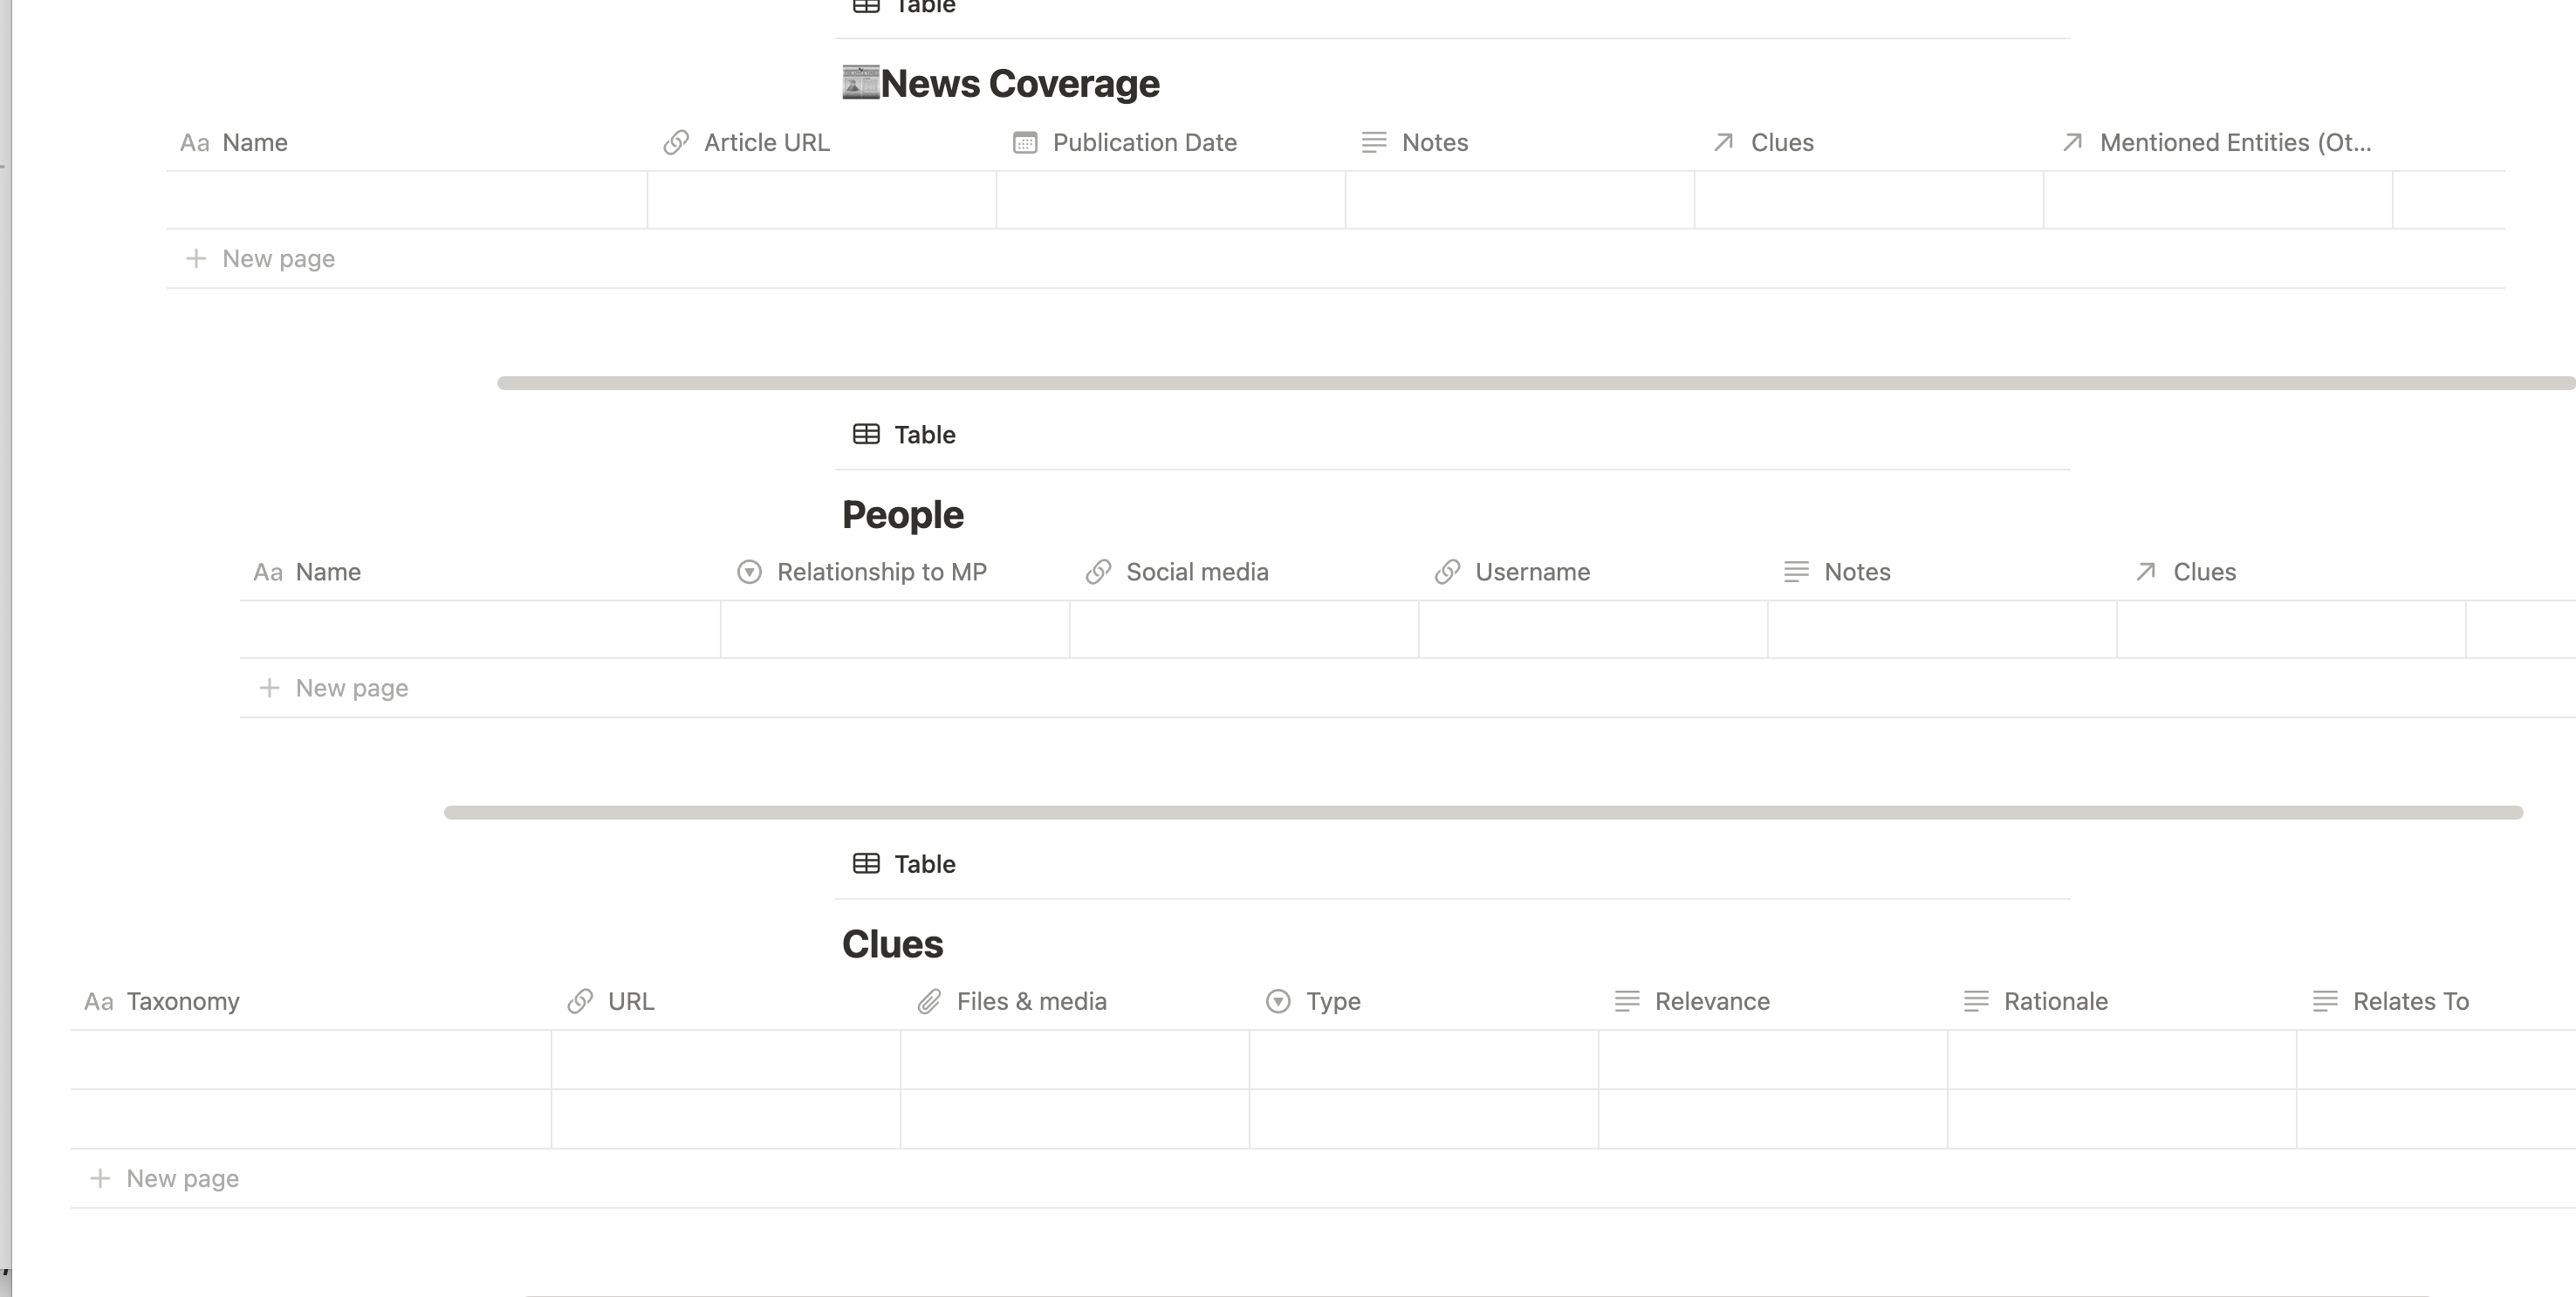 Table
News Coverage
Aa Name Article URL Publication Date Notes Clues Mentioned Entities (Ot...
+ New page
Table
People
Aa Name Relationship to MP Social media Username Notes Clues
+ New page
Table
Clues
Aa Taxonomy URL Files & media Type Relevance Rationale Relates To
+ New page